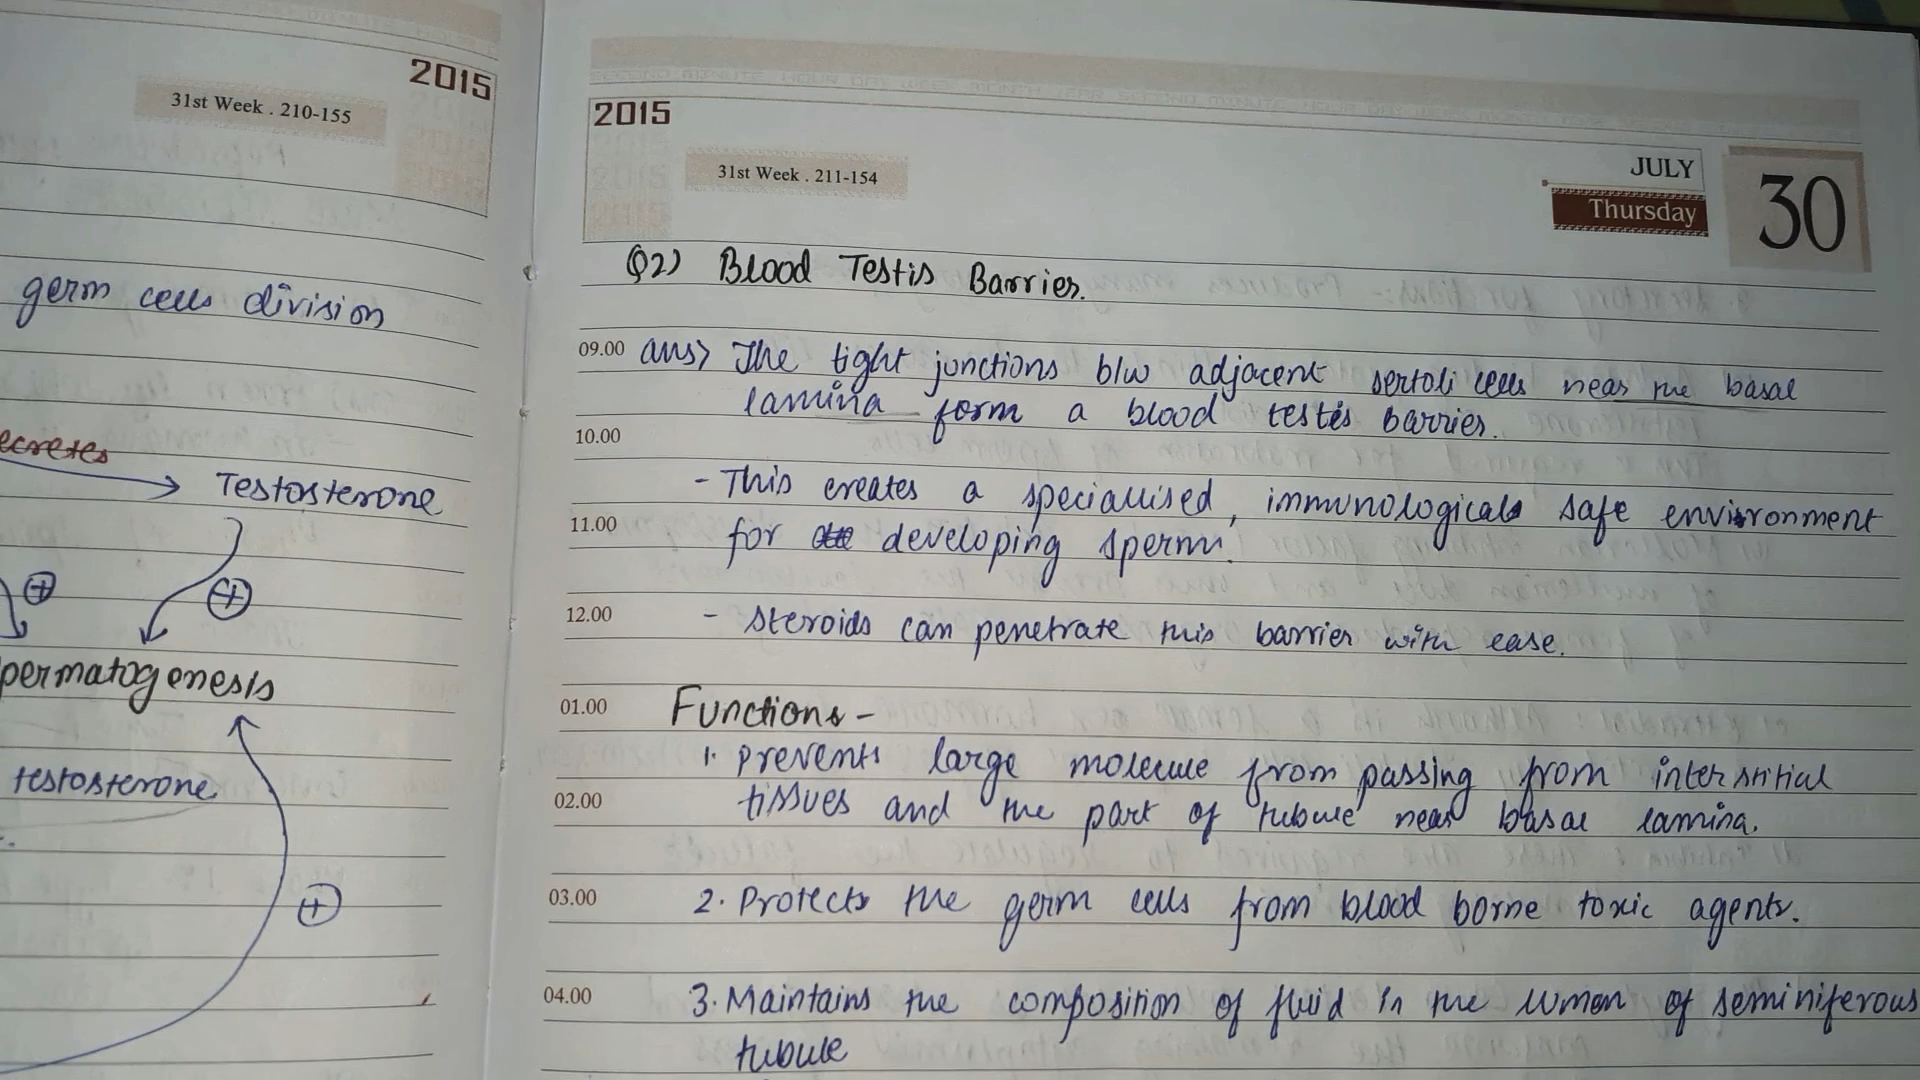 2015
31st Week . 210-155
germ cells division
ecretes
Testosterone
+
+
permatogenesis
testosterone
+
2015
31st Week . 211-154
JULY
Thursday
30
Q2) Blood Testis Barrier.
09.00 ans> The tight junctions b/w adjacent sertoli cells near the basal
lamina form a blood testis barrier.
10.00
- This creates a specialised, immunological safe environment
11.00 for developing sperm.
12.00 - Steroids can penetrate this barrier with ease.
01.00 Functions -
1. prevents large molecule from passing from interstitial
02.00 tissues and the part of tubule near basal lamina.
03.00 2. Protects the germ cells from blood borne toxic agents.
04.00 3. Maintains the composition of fluid in the lumen of seminiferous
tubule